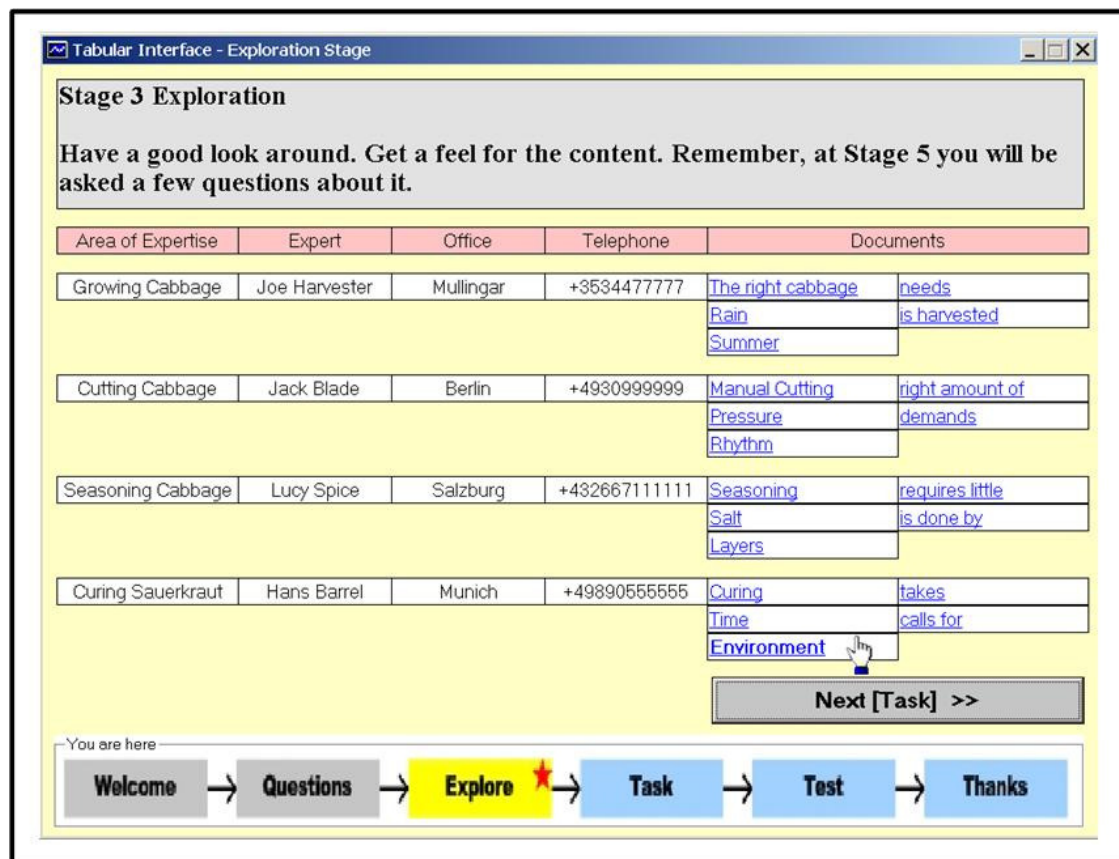 Tabular Interface - Exploration Stage
Stage 3 Exploration
Have a good look around. Get a feel for the content. Remember, at Stage 5 you will be
asked a few questions about it.
Area of Expertise Expert Office Telephone Documents
Growing Cabbage Joe Harvester Mullingar +3534477777 The right cabbage needs
Rain is harvested
Summer
Cutting Cabbage Jack Blade Berlin +4930999999 Manual Cutting right amount of
Pressure demands
Rhythm
Seasoning Cabbage Lucy Spice Salzburg +432667111111 Seasoning requires little
Salt is done by
Layers
Curing Sauerkraut Hans Barrel Munich +49890555555 Curing takes
Time calls for
Environment
Next [Task] >>
You are here
Welcome Questions Explore Task Test Thanks